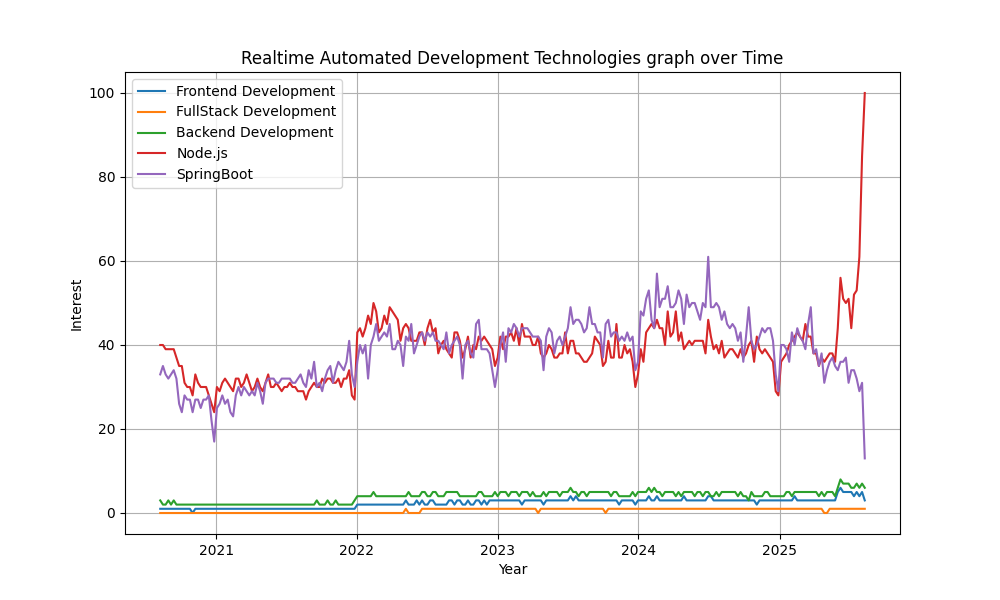 Realtime Automated Development Technologies graph over Time
100
80
60
40
20
0
Interest
Frontend Development
FullStack Development
Backend Development
Node.js
SpringBoot
2021 2022 2023 2024 2025
Year